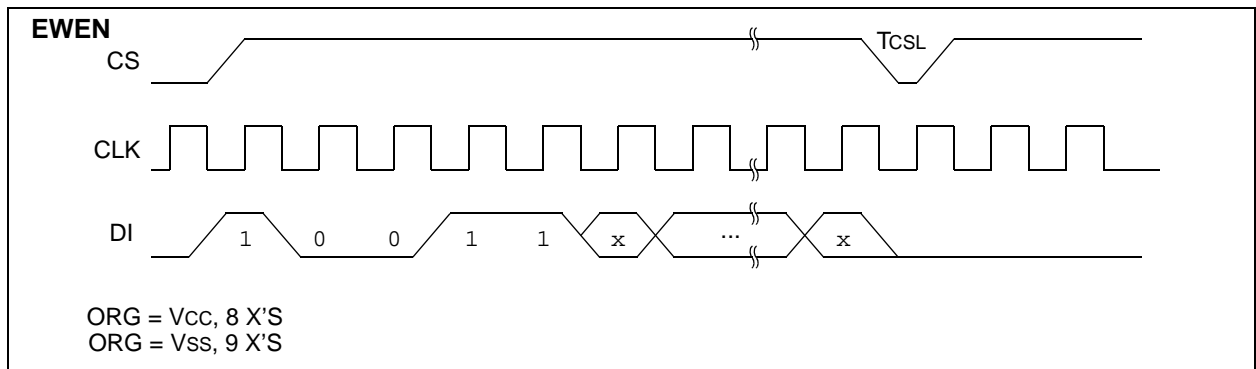 EWEN
CS
TCSL
CLK
DI
1 0 0 1 1 x ... x
ORG = VCC, 8 X'S
ORG = VSS, 9 X'S